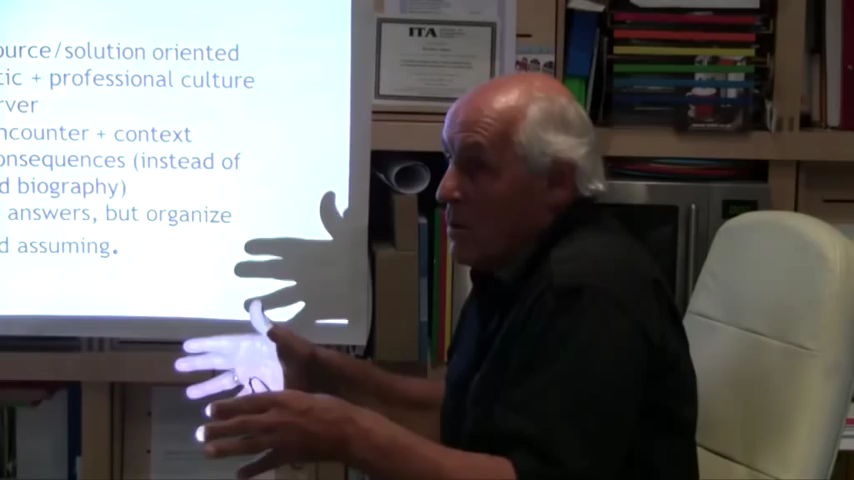 ource/solution oriented
tic + professional culture
rver
ncounter + context
onsequences (instead of
d biography)
answers, but organize
d assuming.
ITA